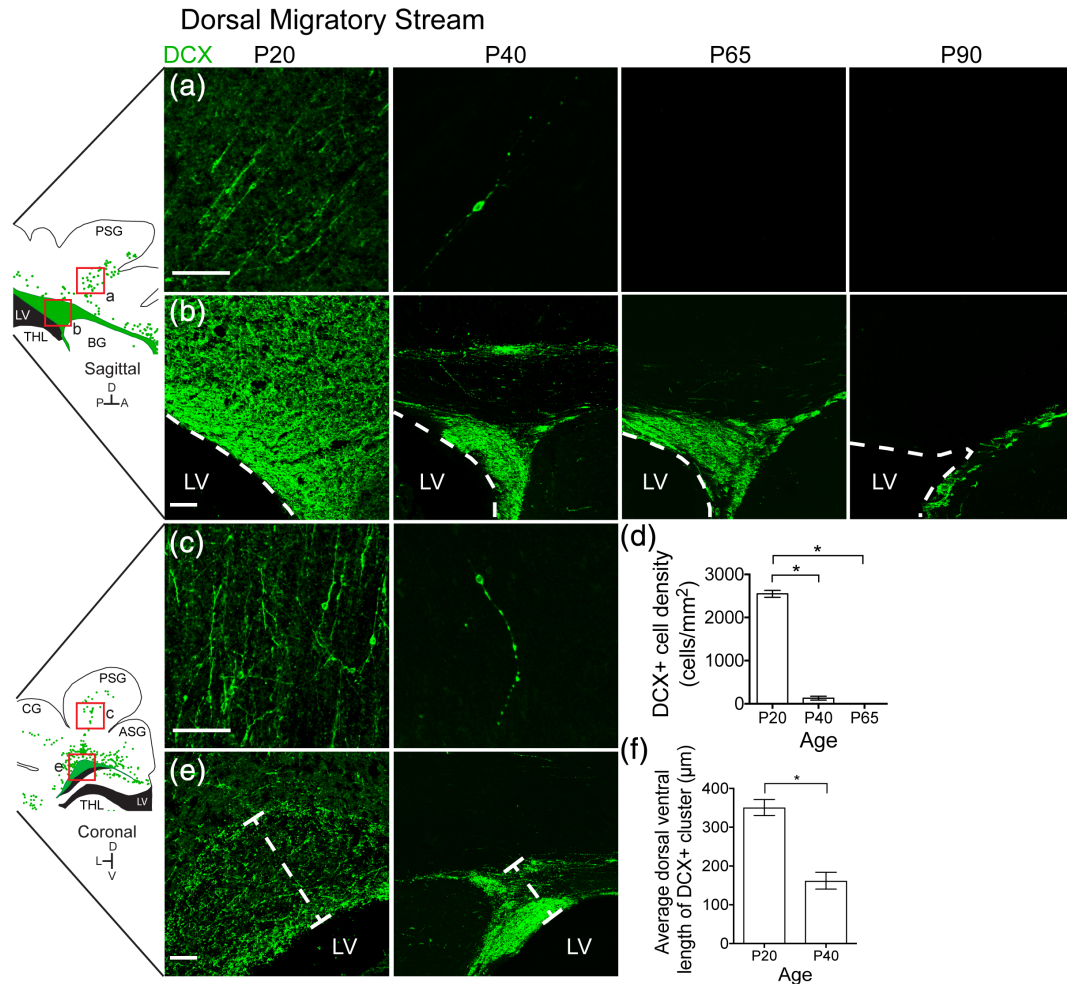 Dorsal Migratory Stream
DCX P20 P40 P65 P90
(a)
PSG
a
LV
b
THL
BG
Sagittal
D
P A
(b)
LV
LV
LV
LV
(c)
PSG
CG
c
ASG
e
THL
LV
Coronal
D
L
V
(d)
DCX+ cell density
(cells/mm2)
3000
2000
1000
0
*
*
P20 P40 P65
Age
(e)
LV
LV
(f)
Average dorsal ventral
length of DCX+ cluster (µm)
400
300
200
100
0
*
P20 P40
Age